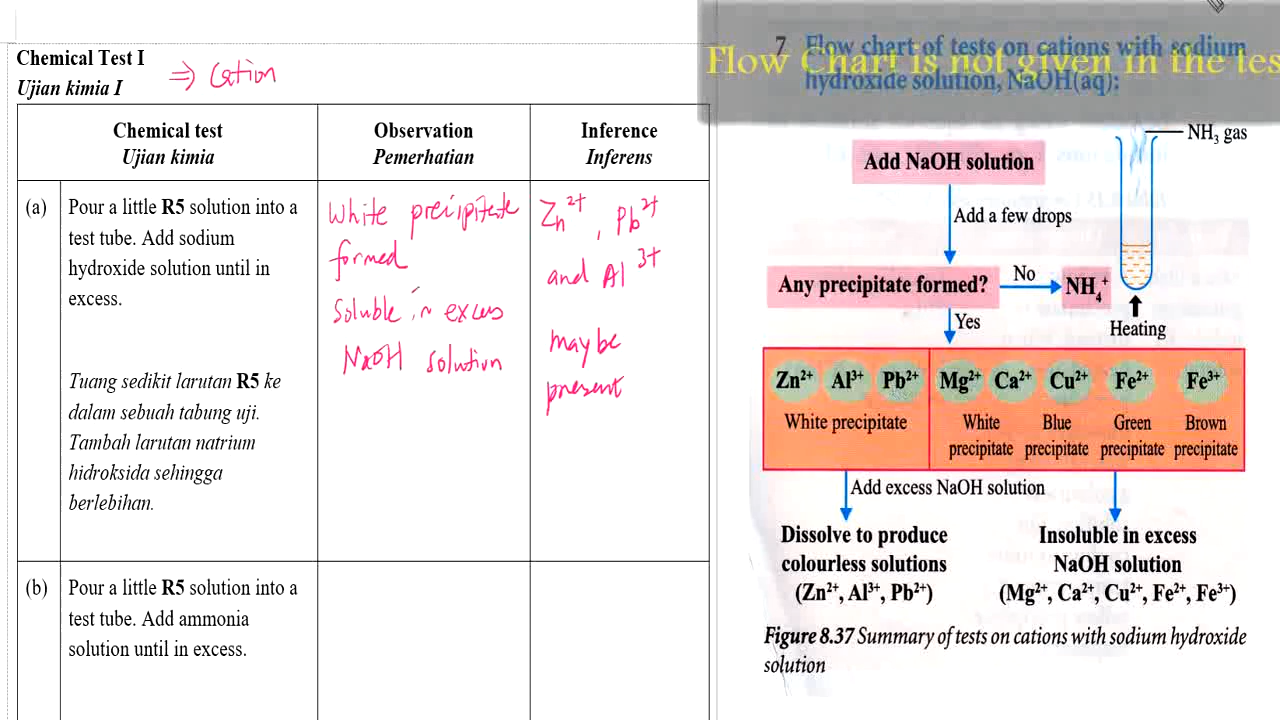 Chemical Test I
Ujian kimia I
⇒ Cation
Chemical test
Ujian kimia
Observation
Pemerhatian
Inference
Inferens
(a)
Pour a little R5 solution into a
test tube. Add sodium
hydroxide solution until in
excess.
Tuang sedikit larutan R5 ke
dalam sebuah tabung uji.
Tambah larutan natrium
hidroksida sehingga
berlebihan.
White precipitate
formed
Soluble in excess
NaOH solution
Zn²⁺, Pb²⁺
and Al³⁺
may be
present
(b)
Pour a little R5 solution into a
test tube. Add ammonia
solution until in excess.
7 Flow chart of tests on cations with sodium
hydroxide solution, NaOH(aq):
Flow Chart is not given in the tes
Add NaOH solution
NH₃ gas
Add a few drops
Any precipitate formed?
No
NH₄⁺
Heating
Yes
Zn²⁺ Al³⁺ Pb²⁺ Mg²⁺ Ca²⁺ Cu²⁺ Fe²⁺ Fe³⁺
White precipitate
White
precipitate
Blue
precipitate
Green
precipitate
Brown
precipitate
Add excess NaOH solution
Dissolve to produce
colourless solutions
(Zn²⁺, Al³⁺, Pb²⁺)
Insoluble in excess
NaOH solution
(Mg²⁺, Ca²⁺, Cu²⁺, Fe²⁺, Fe³⁺)
Figure 8.37 Summary of tests on cations with sodium hydroxide
solution